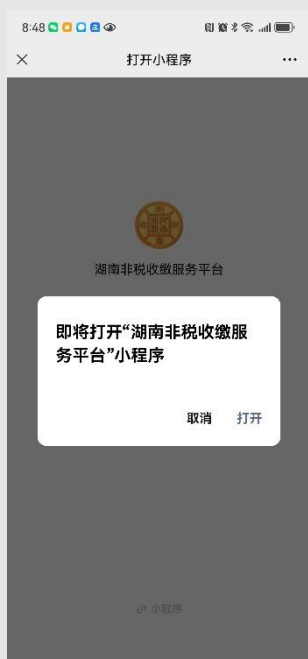 8:48
打开小程序
湖南非税收缴服务平台
即将打开“湖南非税收缴服
务平台”小程序
取消 打开
小程序